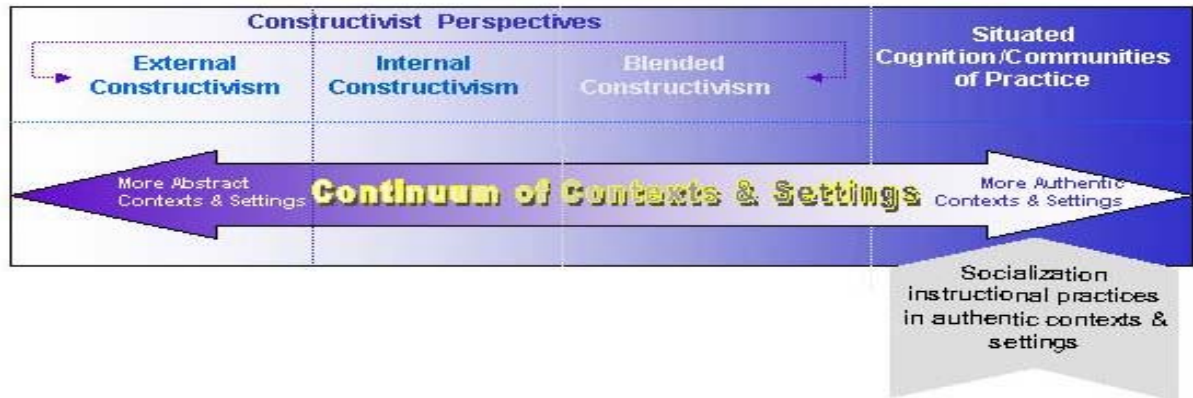 Constructivist Perspectives
External
Constructivism
Internal
Constructivism
Blended
Constructivism
Situated
Cognition/Communities
of Practice
More Abstract
Contexts & Settings
Continuum of Contexts & Settings
More Authentic
Contexts & Settings
Socialization
instructional practices
in authentic contexts &
settings